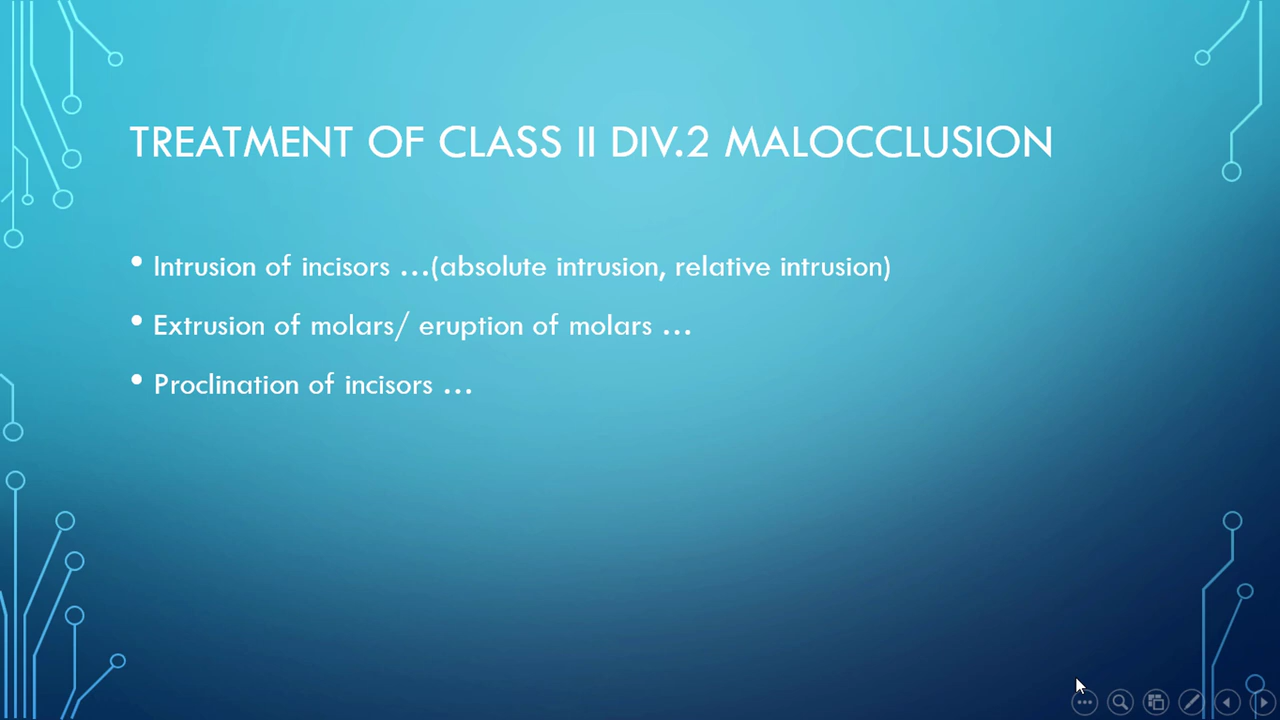 TREATMENT OF CLASS II DIV.2 MALOCCLUSION
• Intrusion of incisors ...(absolute intrusion, relative intrusion)
• Extrusion of molars/ eruption of molars ...
• Proclination of incisors ...